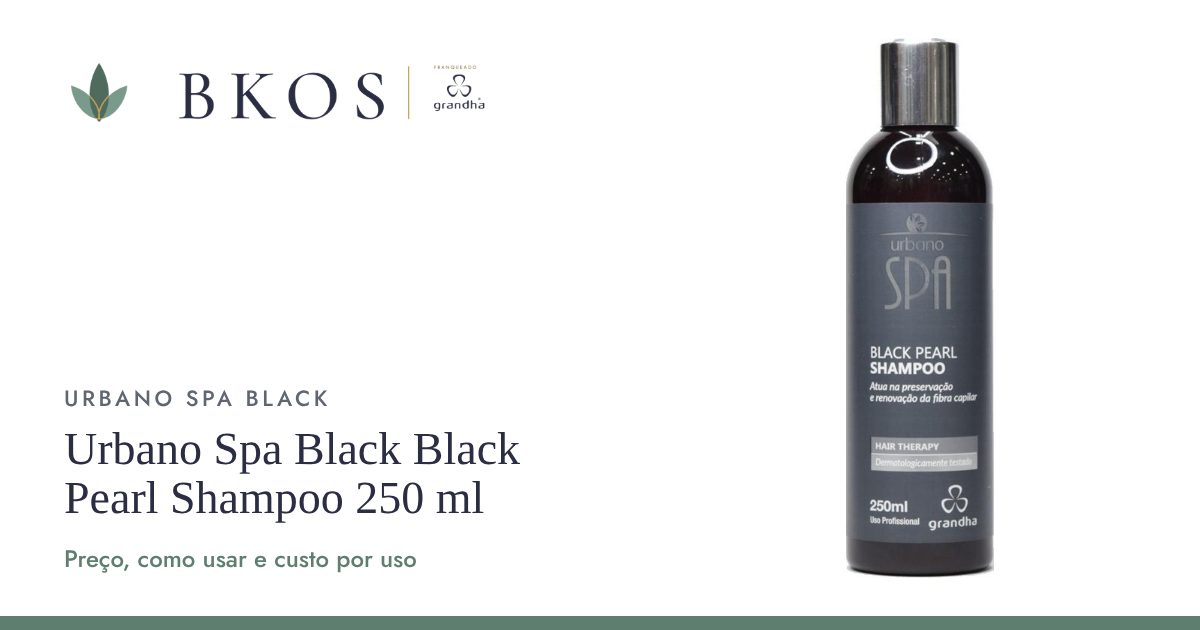 BKOS
FRANQUEADO
grandha
URBANO SPA BLACK
Urbano Spa Black Black
Pearl Shampoo 250 ml
Preço, como usar e custo por uso
urbano
SPA
BLACK PEARL
SHAMPOO
Atua na preservação
e renovação da fibra capilar
HAIR THERAPY
Dermatologicamente testado
250ml
Uso Profissional
grandha